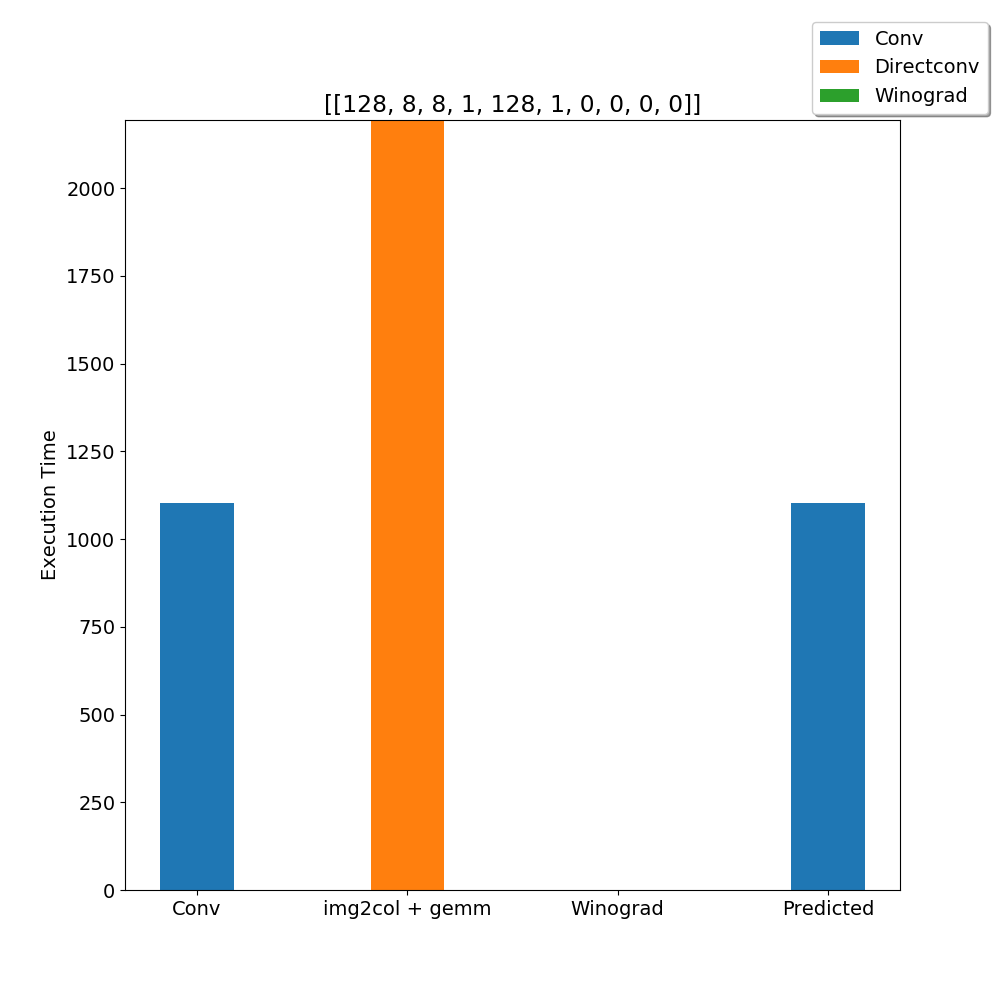 Conv
Directconv
Winograd
[[128, 8, 8, 1, 128, 1, 0, 0, 0, 0]]
Execution Time
2000
1750
1500
1250
1000
750
500
250
0
Conv img2col + gemm Winograd Predicted